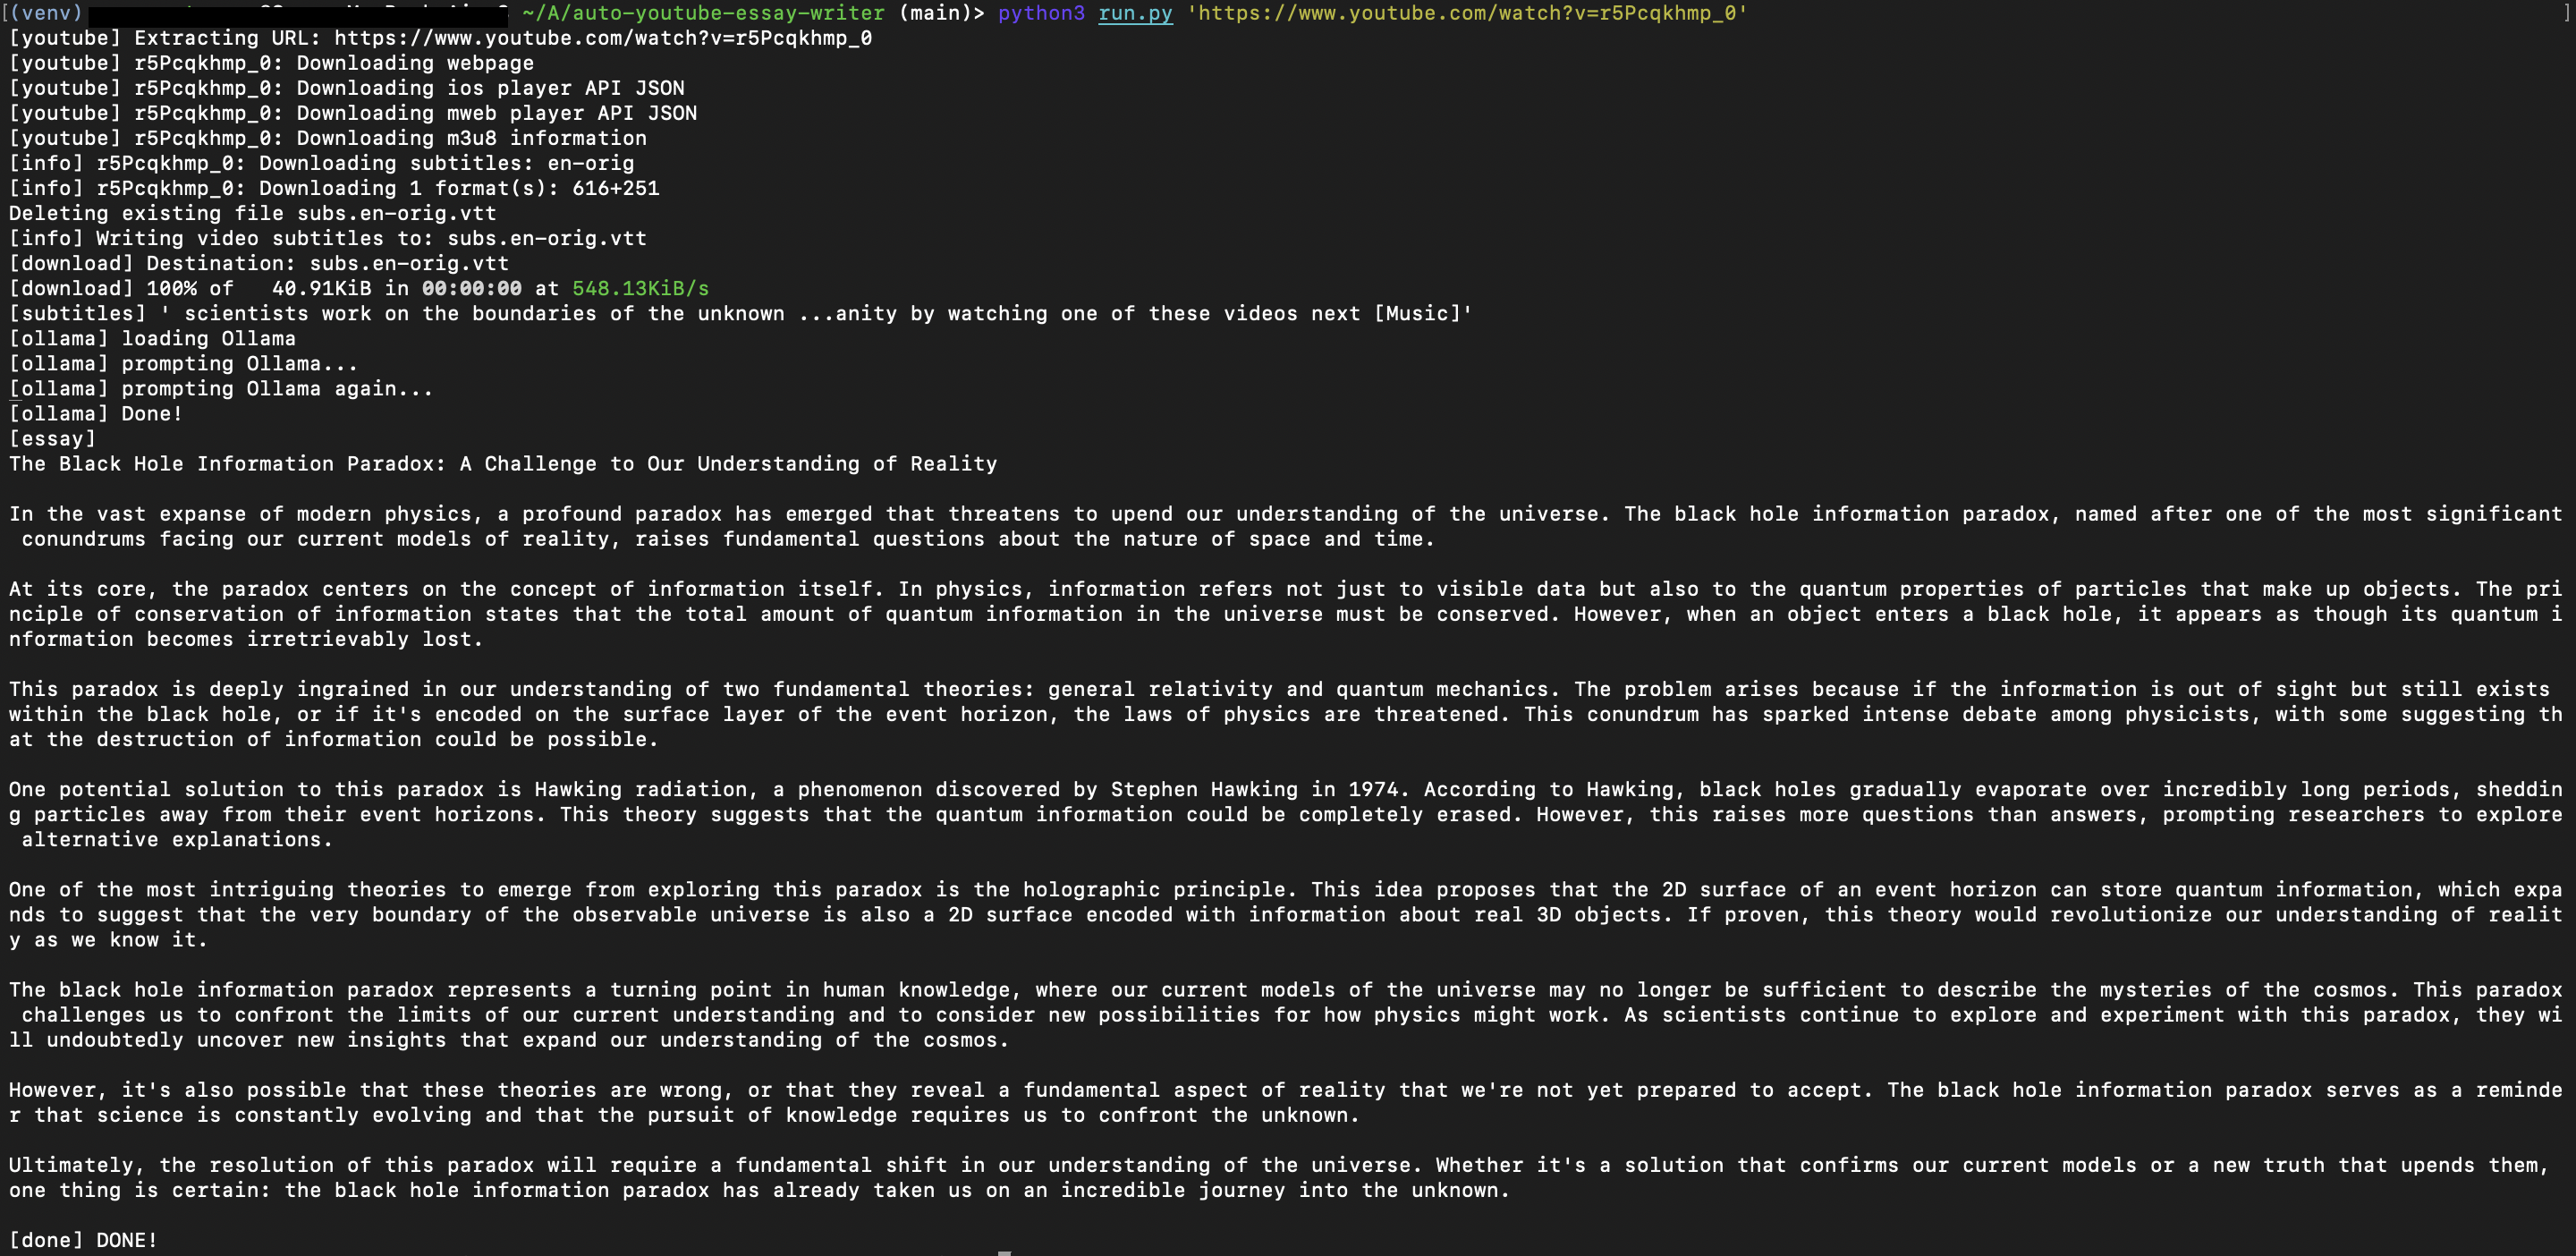 [(venv) ~/A/auto-youtube-essay-writer (main)> python3 run.py 'https://www.youtube.com/watch?v=r5Pcqkhmp_0' ]
[youtube] Extracting URL: https://www.youtube.com/watch?v=r5Pcqkhmp_0
[youtube] r5Pcqkhmp_0: Downloading webpage
[youtube] r5Pcqkhmp_0: Downloading ios player API JSON
[youtube] r5Pcqkhmp_0: Downloading mweb player API JSON
[youtube] r5Pcqkhmp_0: Downloading m3u8 information
[info] r5Pcqkhmp_0: Downloading subtitles: en-orig
[info] r5Pcqkhmp_0: Downloading 1 format(s): 616+251
Deleting existing file subs.en-orig.vtt
[info] Writing video subtitles to: subs.en-orig.vtt
[download] Destination: subs.en-orig.vtt
[download] 100% of   40.91KiB in 00:00:00 at 548.13KiB/s
[subtitles] ' scientists work on the boundaries of the unknown ...anity by watching one of these videos next [Music]'
[ollama] loading Ollama
[ollama] prompting Ollama...
[ollama] prompting Ollama again...
[ollama] Done!
[essay]
The Black Hole Information Paradox: A Challenge to Our Understanding of Reality
In the vast expanse of modern physics, a profound paradox has emerged that threatens to upend our understanding of the universe. The black hole information paradox, named after one of the most significant
 conundrums facing our current models of reality, raises fundamental questions about the nature of space and time.
At its core, the paradox centers on the concept of information itself. In physics, information refers not just to visible data but also to the quantum properties of particles that make up objects. The pri
nciple of conservation of information states that the total amount of quantum information in the universe must be conserved. However, when an object enters a black hole, it appears as though its quantum i
nformation becomes irretrievably lost.
This paradox is deeply ingrained in our understanding of two fundamental theories: general relativity and quantum mechanics. The problem arises because if the information is out of sight but still exists
within the black hole, or if it's encoded on the surface layer of the event horizon, the laws of physics are threatened. This conundrum has sparked intense debate among physicists, with some suggesting th
at the destruction of information could be possible.
One potential solution to this paradox is Hawking radiation, a phenomenon discovered by Stephen Hawking in 1974. According to Hawking, black holes gradually evaporate over incredibly long periods, sheddin
g particles away from their event horizons. This theory suggests that the quantum information could be completely erased. However, this raises more questions than answers, prompting researchers to explore
 alternative explanations.
One of the most intriguing theories to emerge from exploring this paradox is the holographic principle. This idea proposes that the 2D surface of an event horizon can store quantum information, which expa
nds to suggest that the very boundary of the observable universe is also a 2D surface encoded with information about real 3D objects. If proven, this theory would revolutionize our understanding of realit
y as we know it.
The black hole information paradox represents a turning point in human knowledge, where our current models of the universe may no longer be sufficient to describe the mysteries of the cosmos. This paradox
 challenges us to confront the limits of our current understanding and to consider new possibilities for how physics might work. As scientists continue to explore and experiment with this paradox, they wi
ll undoubtedly uncover new insights that expand our understanding of the cosmos.
However, it's also possible that these theories are wrong, or that they reveal a fundamental aspect of reality that we're not yet prepared to accept. The black hole information paradox serves as a reminde
r that science is constantly evolving and that the pursuit of knowledge requires us to confront the unknown.
Ultimately, the resolution of this paradox will require a fundamental shift in our understanding of the universe. Whether it's a solution that confirms our current models or a new truth that upends them,
one thing is certain: the black hole information paradox has already taken us on an incredible journey into the unknown.
[done] DONE!